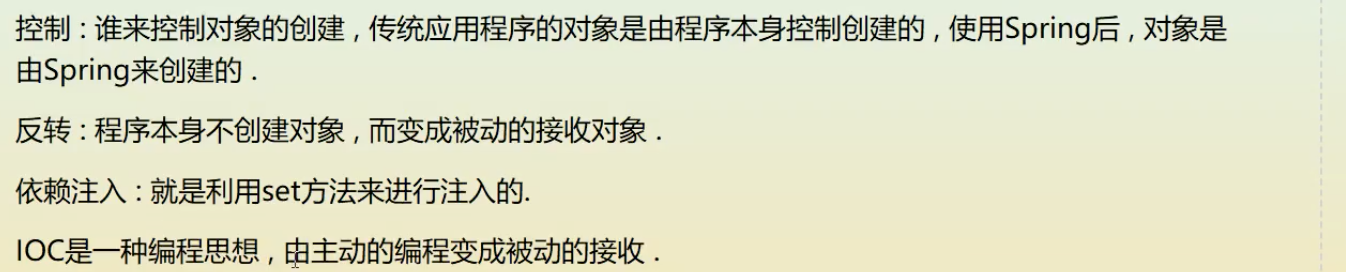 控制 : 谁来控制对象的创建 , 传统应用程序的对象是由程序本身控制创建的 , 使用Spring后 , 对象是
由Spring来创建的 .
反转 : 程序本身不创建对象 , 而变成被动的接收对象 .
依赖注入 : 就是利用set方法来进行注入的.
IOC是一种编程思想 , 由主动的编程变成被动的接收 .